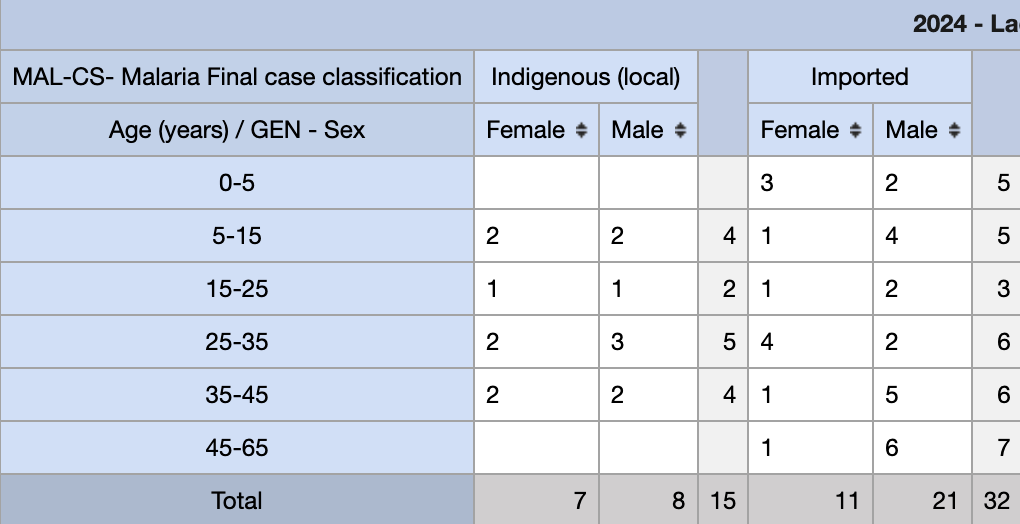 2024 - La
MAL-CS- Malaria Final case classification Indigenous (local) Imported
Age (years) / GEN - Sex Female Male Female Male
0-5 3 2 5
5-15 2 2 4 1 4 5
15-25 1 1 2 1 2 3
25-35 2 3 5 4 2 6
35-45 2 2 4 1 5 6
45-65 1 6 7
Total 7 8 15 11 21 32